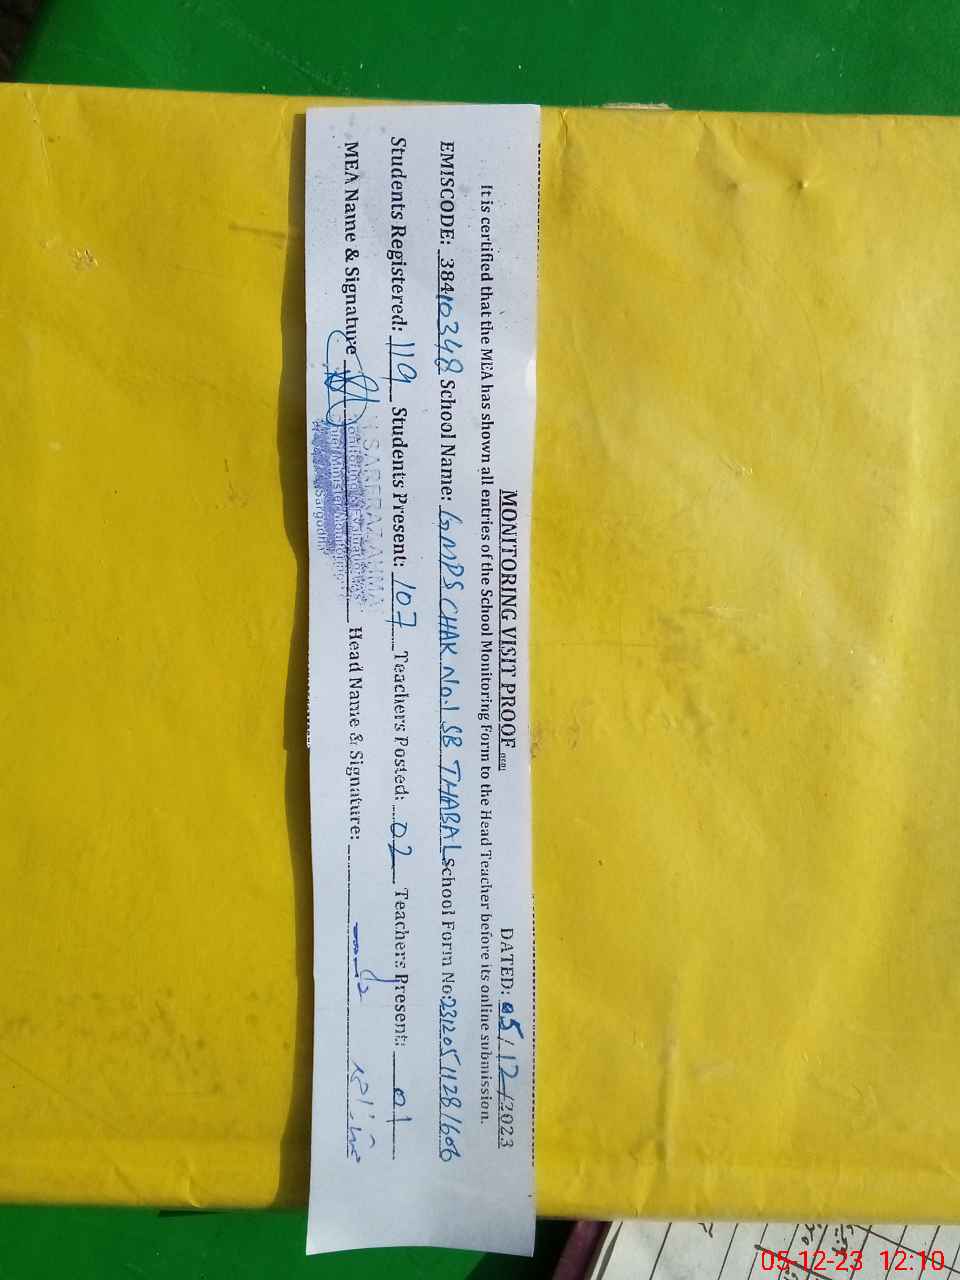 MONITORING VISIT PROOF DATED: 05/12/2023
It is certified that the MEA has shown all entries of the School Monitoring Form to the Head Teacher before its online submission.
EMISCODE: 38410348 School Name: GMPS CHAK No.1 SB THABAL School Form No: 2312051128 1606
Students Registered: 119 Students Present: 107 Teachers Posted: 02 Teachers Present: 01
MEA Name & Signature Head Name & Signature:
Sargodha
05-12-23 12:10